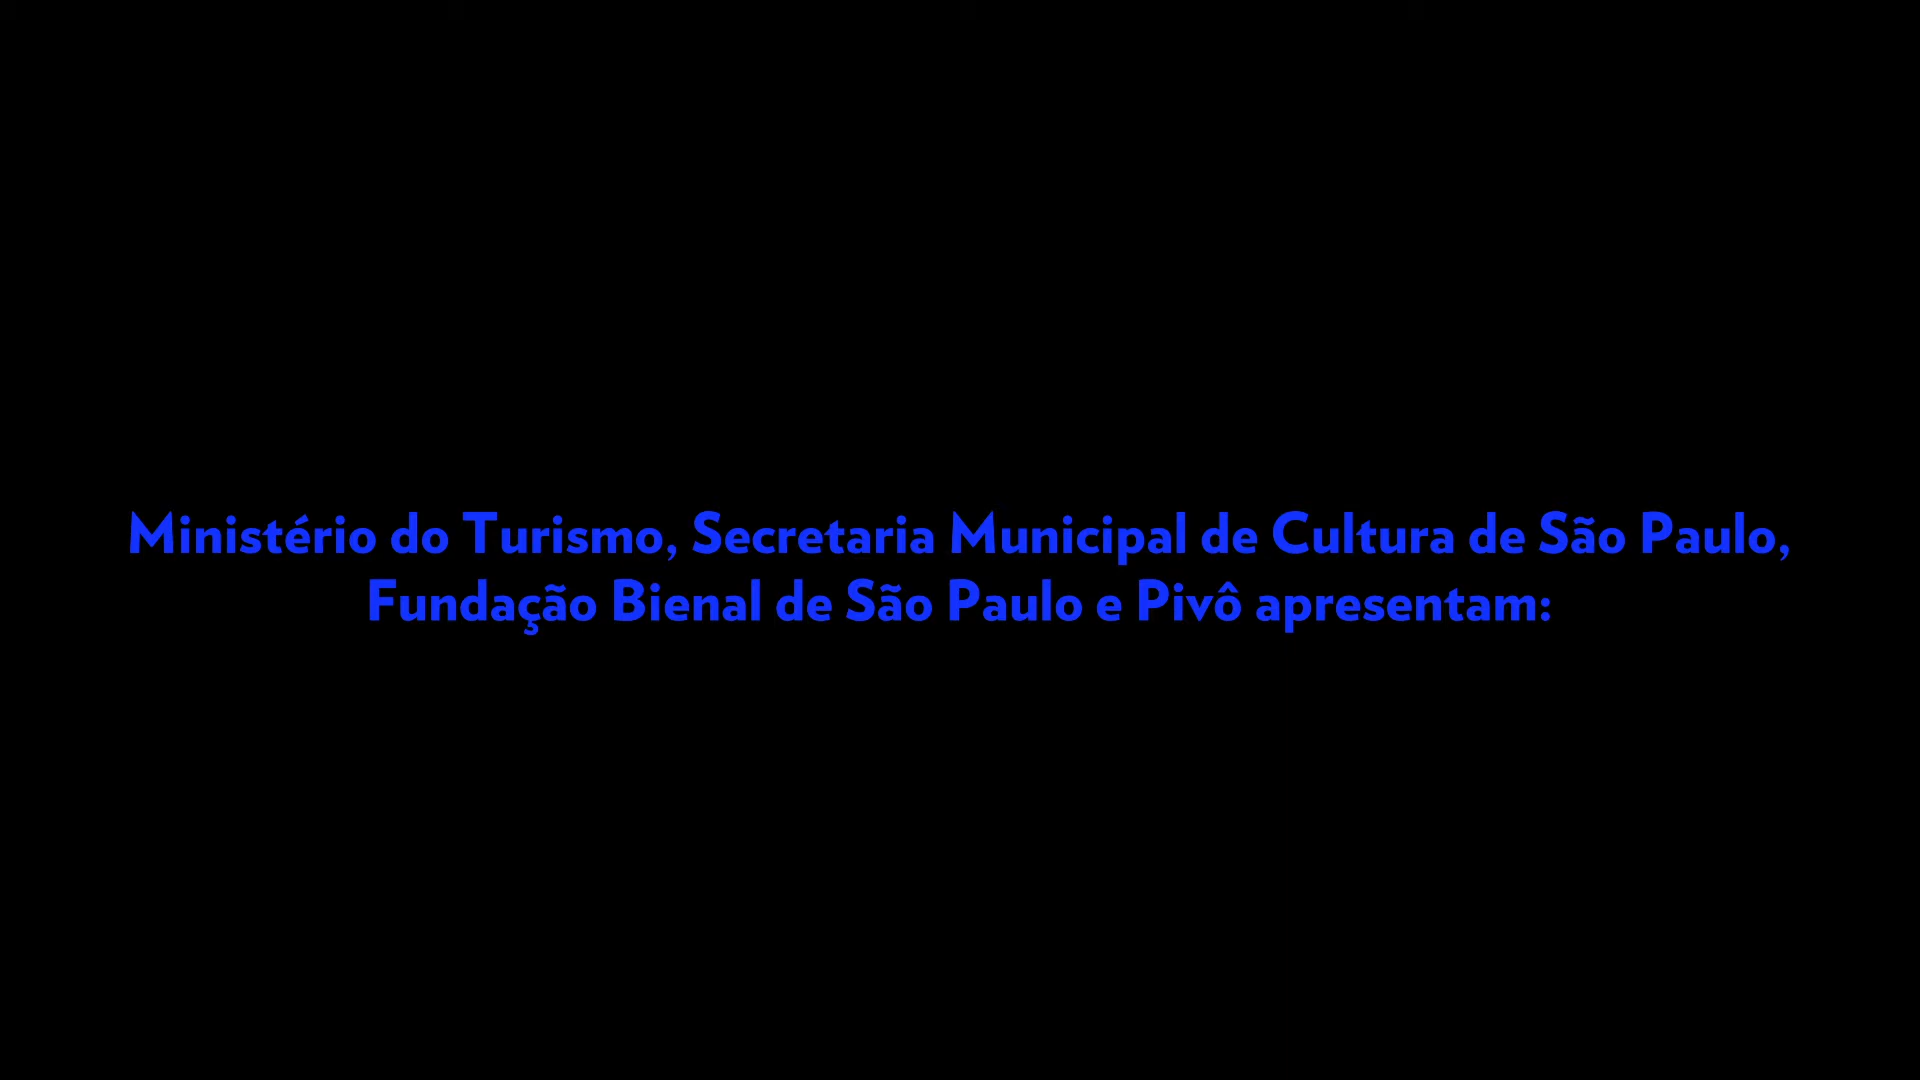 Ministério do Turismo, Secretaria Municipal de Cultura de São Paulo,
Fundação Bienal de São Paulo e Pivô apresentam: